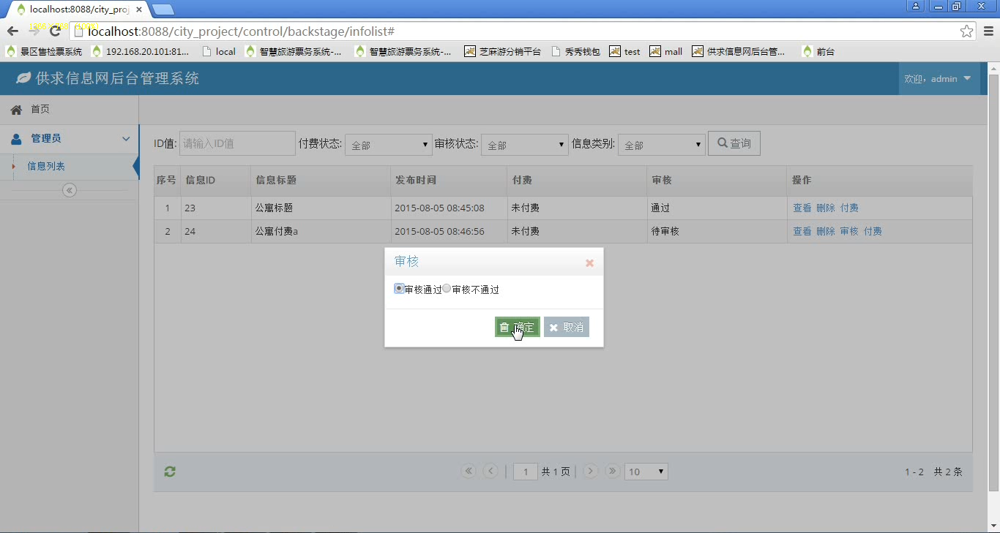 localhost:8088/city_proj
localhost:8088/city_project/control/backstage/infolist#
景区售检票系统 192.168.20.101:81... local 智慧旅游票务系统-... 智慧旅游票务系统-... 芝麻游分销平台 秀秀钱包 test mall 供求信息网后台管... 前台
供求信息网后台管理系统 欢迎，admin
首页
管理员
信息列表
ID值: 请输入ID值 付费状态: 全部 审核状态: 全部 信息类别: 全部 查询
序号 信息ID 信息标题 发布时间 付费 审核 操作
1 23 公寓标题 2015-08-05 08:45:08 未付费 通过 查看 删除 付费
2 24 公寓付费a 2015-08-05 08:46:56 未付费 待审核 查看 删除 审核 付费
审核
审核通过 审核不通过
确定 取消
1 共 1 页 10 1 - 2 共 2 条